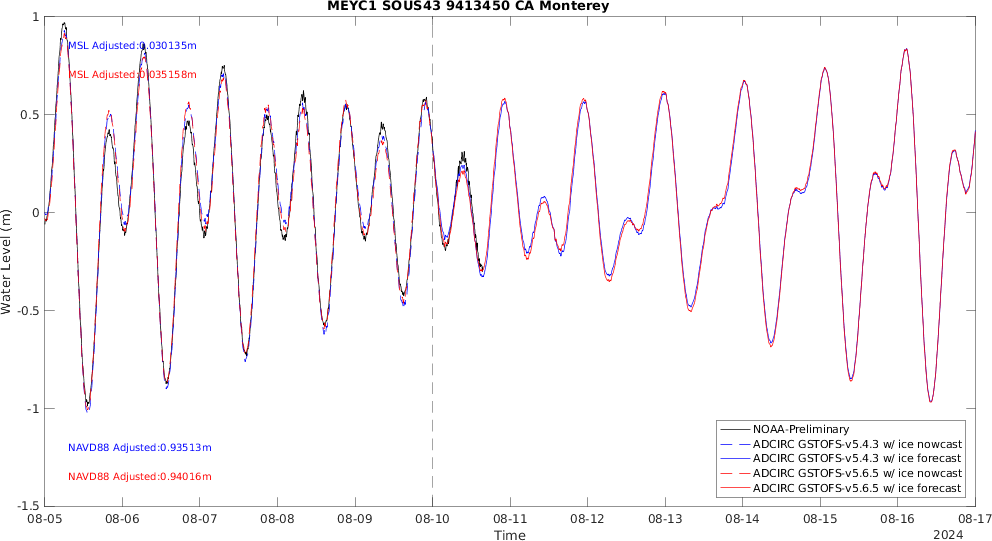 MEYC1 SOUS43 9413450 CA Monterey
MSL Adjusted:0.030135m
MSL Adjusted:0.035158m
NAVD88 Adjusted:0.93513m
NAVD88 Adjusted:0.94016m
Water Level (m)
1
0.5
0
-0.5
-1
-1.5
NOAA-Preliminary
ADCIRC GSTOFS-v5.4.3 w/ ice nowcast
ADCIRC GSTOFS-v5.4.3 w/ ice forecast
ADCIRC GSTOFS-v5.6.5 w/ ice nowcast
ADCIRC GSTOFS-v5.6.5 w/ ice forecast
08-05 08-06 08-07 08-08 08-09 08-10 08-11 08-12 08-13 08-14 08-15 08-16 08-17
Time
2024